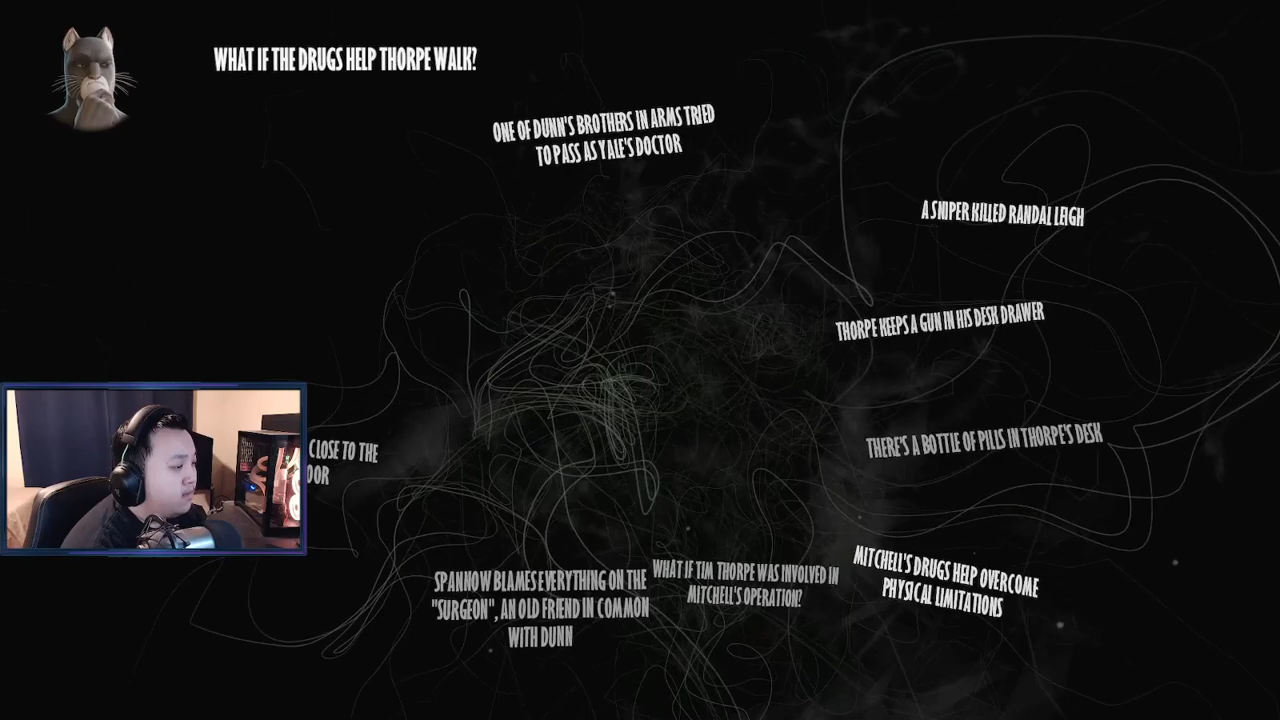 WHAT IF THE DRUGS HELP THORPE WALK?
ONE OF DUNN'S BROTHERS IN ARMS TRIED
TO PASS AS YALE'S DOCTOR
A SNIPER KILLED RANDAL LEIGH
THORPE KEEPS A GUN IN HIS DESK DRAWER
THERE'S A BOTTLE OF PILLS IN THORPE'S DESK
CLOSE TO THE
OOR
SPANNOW BLAMES EVERYTHING ON THE
"SURGEON", AN OLD FRIEND IN COMMON
WITH DUNN
WHAT IF TIM THORPE WAS INVOLVED IN
MITCHELL'S OPERATION?
MITCHELL'S DRUGS HELP OVERCOME
PHYSICAL LIMITATIONS